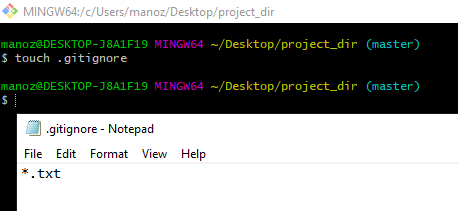 MINGW64:/c/Users/manoz/Desktop/project_dir
manoz@DESKTOP-J8A1F19 MINGW64 ~/Desktop/project_dir (master)
$ touch .gitignore
manoz@DESKTOP-J8A1F19 MINGW64 ~/Desktop/project_dir (master)
$
.gitignore - Notepad
File Edit Format View Help
*.txt